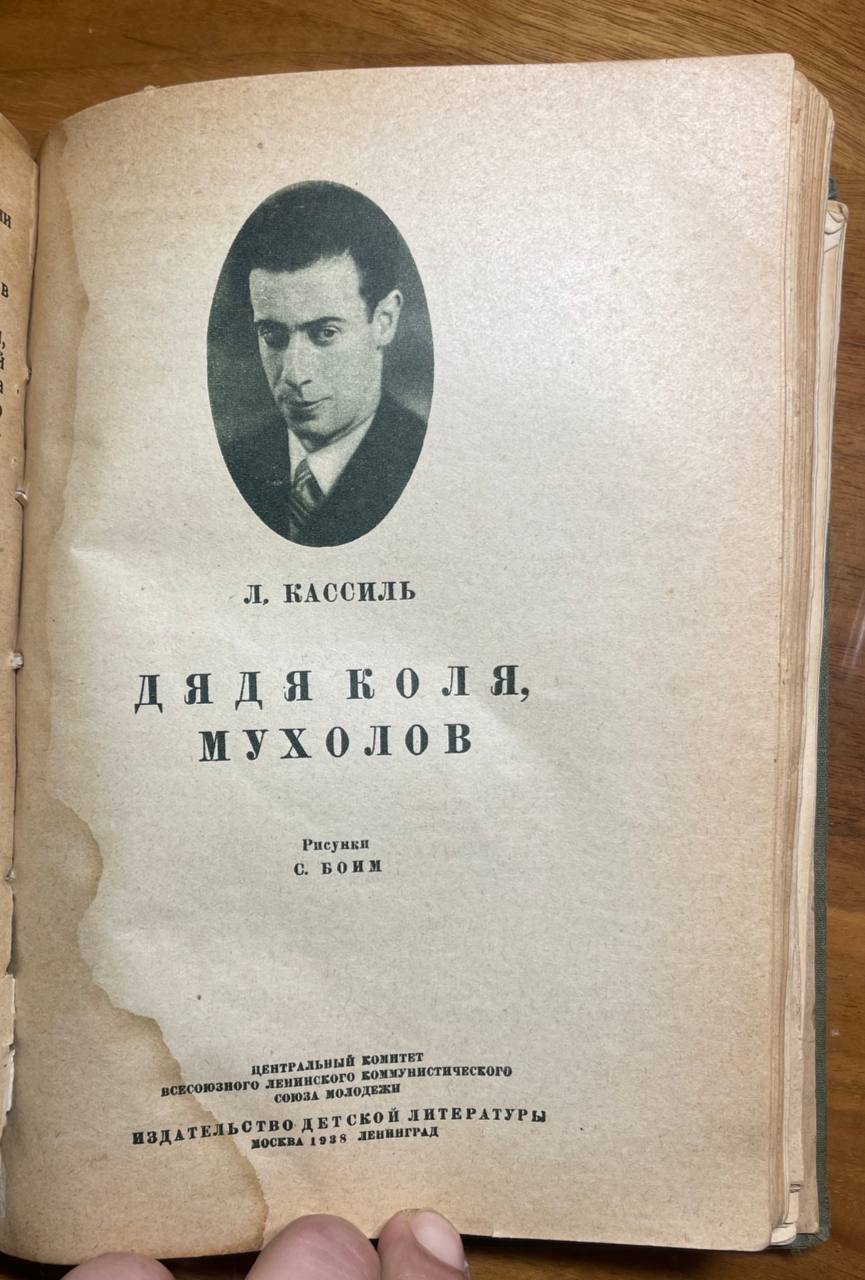 Л. КАССИЛЬ
ДЯДЯ КОЛЯ,
МУХОЛОВ
Рисунки
С. БОИМ
ЦЕНТРАЛЬНЫЙ КОМИТЕТ
ВСЕСОЮЗНОГО ЛЕНИНСКОГО КОММУНИСТИЧЕСКОГО
СОЮЗА МОЛОДЕЖИ
ИЗДАТЕЛЬСТВО ДЕТСКОЙ ЛИТЕРАТУРЫ
МОСКВА 1938 ЛЕНИНГРАД